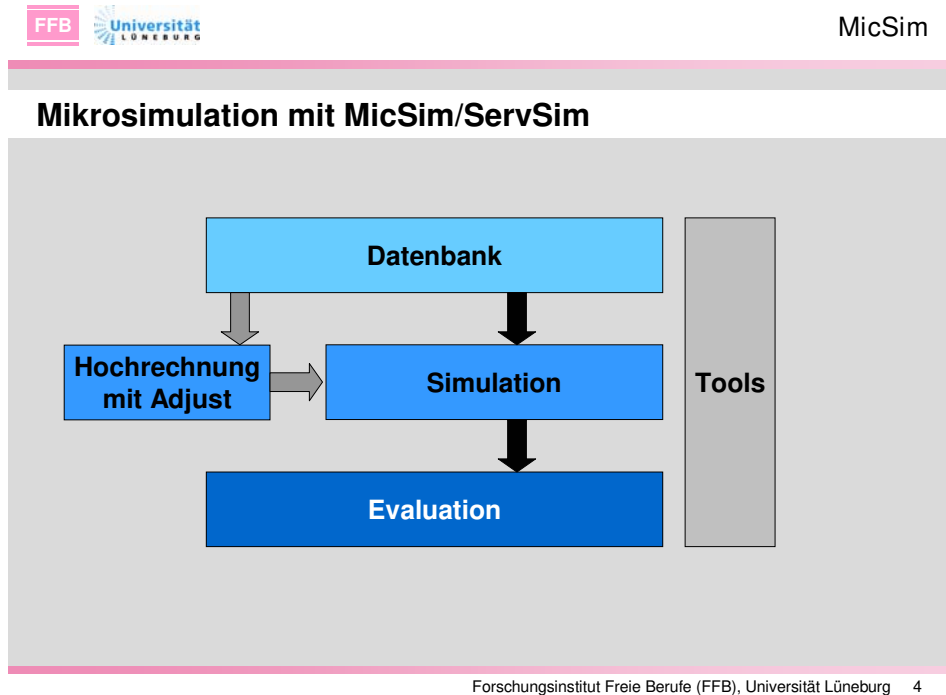 FFB
Universität
LÜNEBURG
MicSim
Mikrosimulation mit MicSim/ServSim
Datenbank
Hochrechnung
mit Adjust
Simulation
Tools
Evaluation
Forschungsinstitut Freie Berufe (FFB), Universität Lüneburg 4